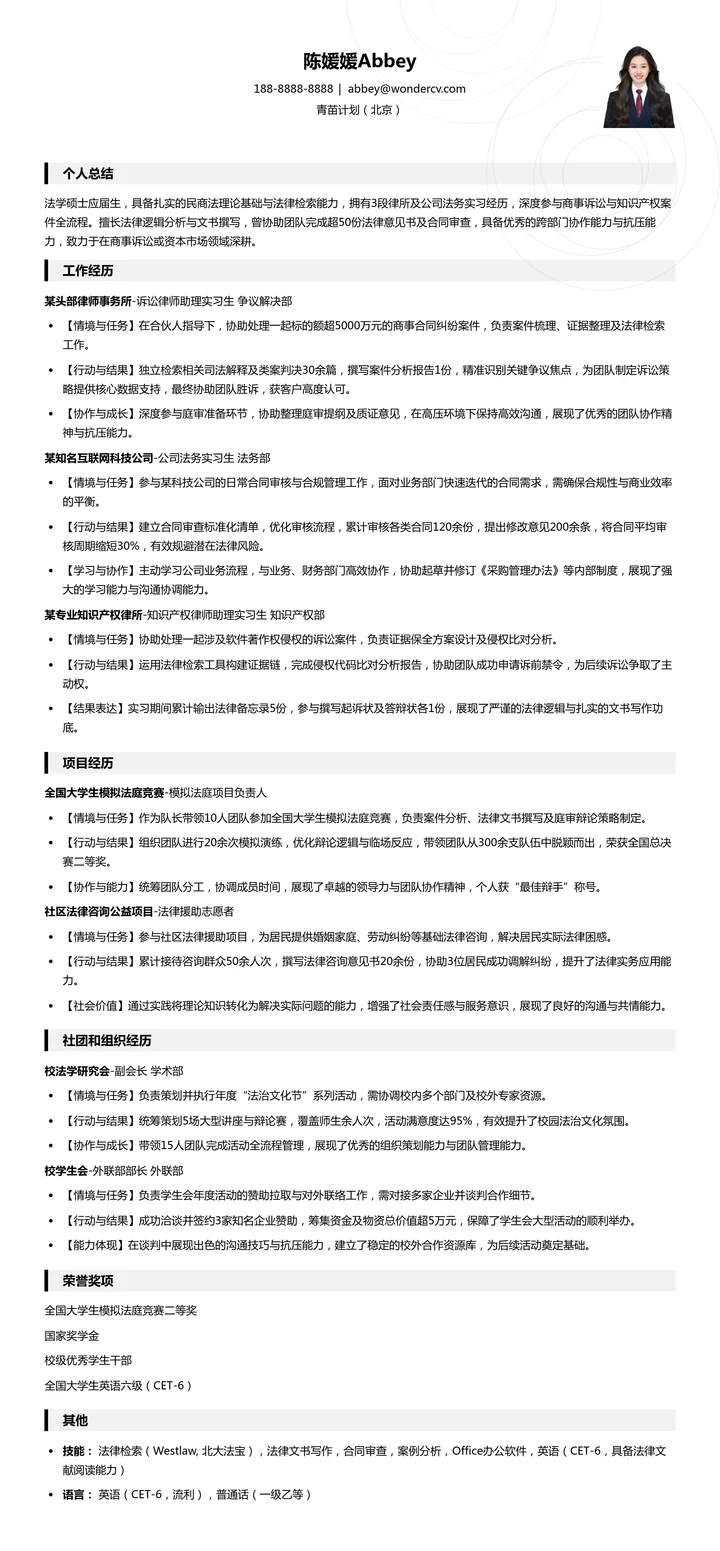 陈媛媛Abbey
188-8888-8888 | abbey@wondercv.com
青苗计划（北京）
个人总结
法学硕士应届生，具备扎实的民商法理论基础与法律检索能力，拥有3段律所及公司法务实习经历，深度参与商事诉讼与知识产权案
件全流程。擅长法律逻辑分析与文书撰写，曾协助团队完成超50份法律意见书及合同审查，具备优秀的跨部门协作能力与抗压能
力，致力于在商事诉讼或资本市场领域深耕。
工作经历
某头部律师事务所-诉讼律师助理实习生 争议解决部
• 【情境与任务】在合伙人指导下，协助处理一起标的额超5000万元的商事合同纠纷案件，负责案件梳理、证据整理及法律检索
工作。
• 【行动与结果】独立检索相关司法解释及类案判决30余篇，撰写案件分析报告1份，精准识别关键争议焦点，为团队制定诉讼策
略提供核心数据支持，最终协助团队胜诉，获客户高度认可。
• 【协作与成长】深度参与庭审准备环节，协助整理庭审提纲及质证意见，在高压环境下保持高效沟通，展现了优秀的团队协作精
神与抗压能力。
某知名互联网科技公司-公司法务实习生 法务部
• 【情境与任务】参与某科技公司的日常合同审核与合规管理工作，面对业务部门快速迭代的合同需求，需确保合规性与商业效率
的平衡。
• 【行动与结果】建立合同审查标准化清单，优化审核流程，累计审核各类合同120余份，提出修改意见200余条，将合同平均审
核周期缩短30%，有效规避潜在法律风险。
• 【学习与协作】主动学习公司业务流程，与业务、财务部门高效协作，协助起草并修订《采购管理办法》等内部制度，展现了强
大的学习能力与沟通协调能力。
某专业知识产权律所-知识产权律师助理实习生 知识产权部
• 【情境与任务】协助处理一起涉及软件著作权侵权的诉讼案件，负责证据保全方案设计及侵权比对分析。
• 【行动与结果】运用法律检索工具构建证据链，完成侵权代码比对分析报告，协助团队成功申请诉前禁令，为后续诉讼争取了主
动权。
• 【结果表达】实习期间累计输出法律备忘录5份，参与撰写起诉状及答辩状各1份，展现了严谨的法律逻辑与扎实的文书写作功
底。
项目经历
全国大学生模拟法庭竞赛-模拟法庭项目负责人
• 【情境与任务】作为队长带领10人团队参加全国大学生模拟法庭竞赛，负责案件分析、法律文书撰写及庭审辩论策略制定。
• 【行动与结果】组织团队进行20余次模拟演练，优化辩论逻辑与临场反应，带领团队从300余支队伍中脱颖而出，荣获全国总决
赛二等奖。
• 【协作与能力】统筹团队分工，协调成员时间，展现了卓越的领导力与团队协作精神，个人获“最佳辩手”称号。
社区法律咨询公益项目-法律援助志愿者
• 【情境与任务】参与社区法律援助项目，为居民提供婚姻家庭、劳动纠纷等基础法律咨询，解决居民实际法律困惑。
• 【行动与结果】累计接待咨询群众50余人次，撰写法律咨询意见书20余份，协助3位居民成功调解纠纷，提升了法律实务应用能
力。
• 【社会价值】通过实践将理论知识转化为解决实际问题的能力，增强了社会责任感与服务意识，展现了良好的沟通与共情能力。
社团和组织经历
校法学研究会-副会长 学术部
• 【情境与任务】负责策划并执行年度“法治文化节”系列活动，需协调校内多个部门及校外专家资源。
• 【行动与结果】统筹策划5场大型讲座与辩论赛，覆盖师生余人次，活动满意度达95%，有效提升了校园法治文化氛围。
• 【协作与成长】带领15人团队完成活动全流程管理，展现了优秀的组织策划能力与团队管理能力。
校学生会-外联部部长 外联部
• 【情境与任务】负责学生会年度活动的赞助拉取与对外联络工作，需对接多家企业并谈判合作细节。
• 【行动与结果】成功洽谈并签约3家知名企业赞助，筹集资金及物资总价值超5万元，保障了学生会大型活动的顺利举办。
• 【能力体现】在谈判中展现出色的沟通技巧与抗压能力，建立了稳定的校外合作资源库，为后续活动奠定基础。
荣誉奖项
全国大学生模拟法庭竞赛二等奖
国家奖学金
校级优秀学生干部
全国大学生英语六级（CET-6）
其他
• 技能： 法律检索（Westlaw, 北大法宝），法律文书写作，合同审查，案例分析，Office办公软件，英语（CET-6，具备法律文
献阅读能力）
• 语言： 英语（CET-6，流利），普通话（一级乙等）